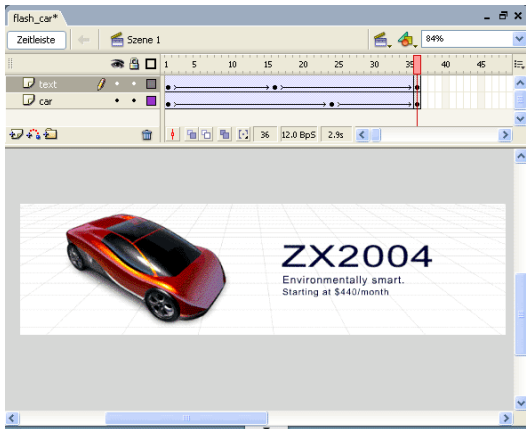 flash_car*
Zeitleiste Szene 1 84%
1 5 10 15 20 25 30 35 40 45
text
car
36 12.0 BpS 2.9s
ZX2004
Environmentally smart.
Starting at $440/month